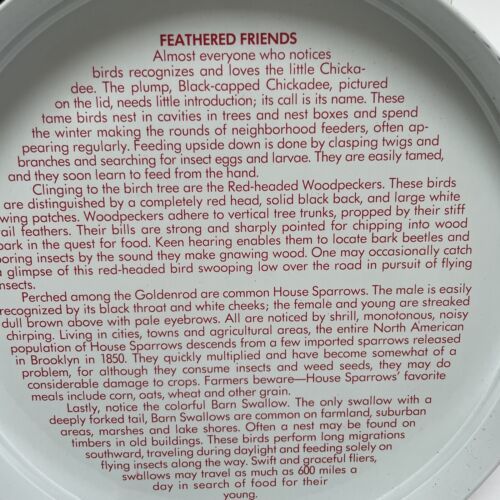 FEATHERED FRIENDS
Almost everyone who notices
birds recognizes and loves the little Chicka-
dee. The plump, Black-capped Chickadee, pictured
on the lid, needs little introduction; its call is its name. These
tame birds nest in cavities in trees and nest boxes and spend
the winter making the rounds of neighborhood feeders, often ap-
pearing regularly. Feeding upside down is done by clasping twigs and
branches and searching for insect eggs and larvae. They are easily tamed,
and they soon learn to feed from the hand.
Clinging to the birch tree are the Red-headed Woodpeckers. These birds
are distinguished by a completely red head, solid black back, and large white
wing patches. Woodpeckers adhere to vertical tree trunks, propped by their stiff
ail feathers. Their bills are strong and sharply pointed for chipping into wood
bark in the quest for food. Keen hearing enables them to locate bark beetles and
oring insects by the sound they make gnawing wood. One may occasionally catch
a glimpse of this red-headed bird swooping low over the road in pursuit of flying
nsects.
Perched among the Goldenrod are common House Sparrows. The male is easily
recognized by its black throat and white cheeks; the female and young are streaked
dull brown above with pale eyebrows. All are noticed by shrill, monotonous, noisy
chirping. Living in cities, towns and agricultural areas, the entire North American
population of House Sparrows descends from a few imported sparrows released
in Brooklyn in 1850. They quickly multiplied and have become somewhat of a
problem, for although they consume insects and weed seeds, they may do
considerable damage to crops. Farmers beware—House Sparrows' favorite
meals include corn, oats, wheat and other grain.
Lastly, notice the colorful Barn Swallow. The only swallow with a
deeply forked tail, Barn Swallows are common on farmland, suburban
areas, marshes and lake shores. Often a nest may be found on
timbers in old buildings. These birds perform long migrations
southward, traveling during daylight and feeding solely on
flying insects along the way. Swift and graceful fliers,
swallows may travel as much as 600 miles a
day in search of food for their
young.